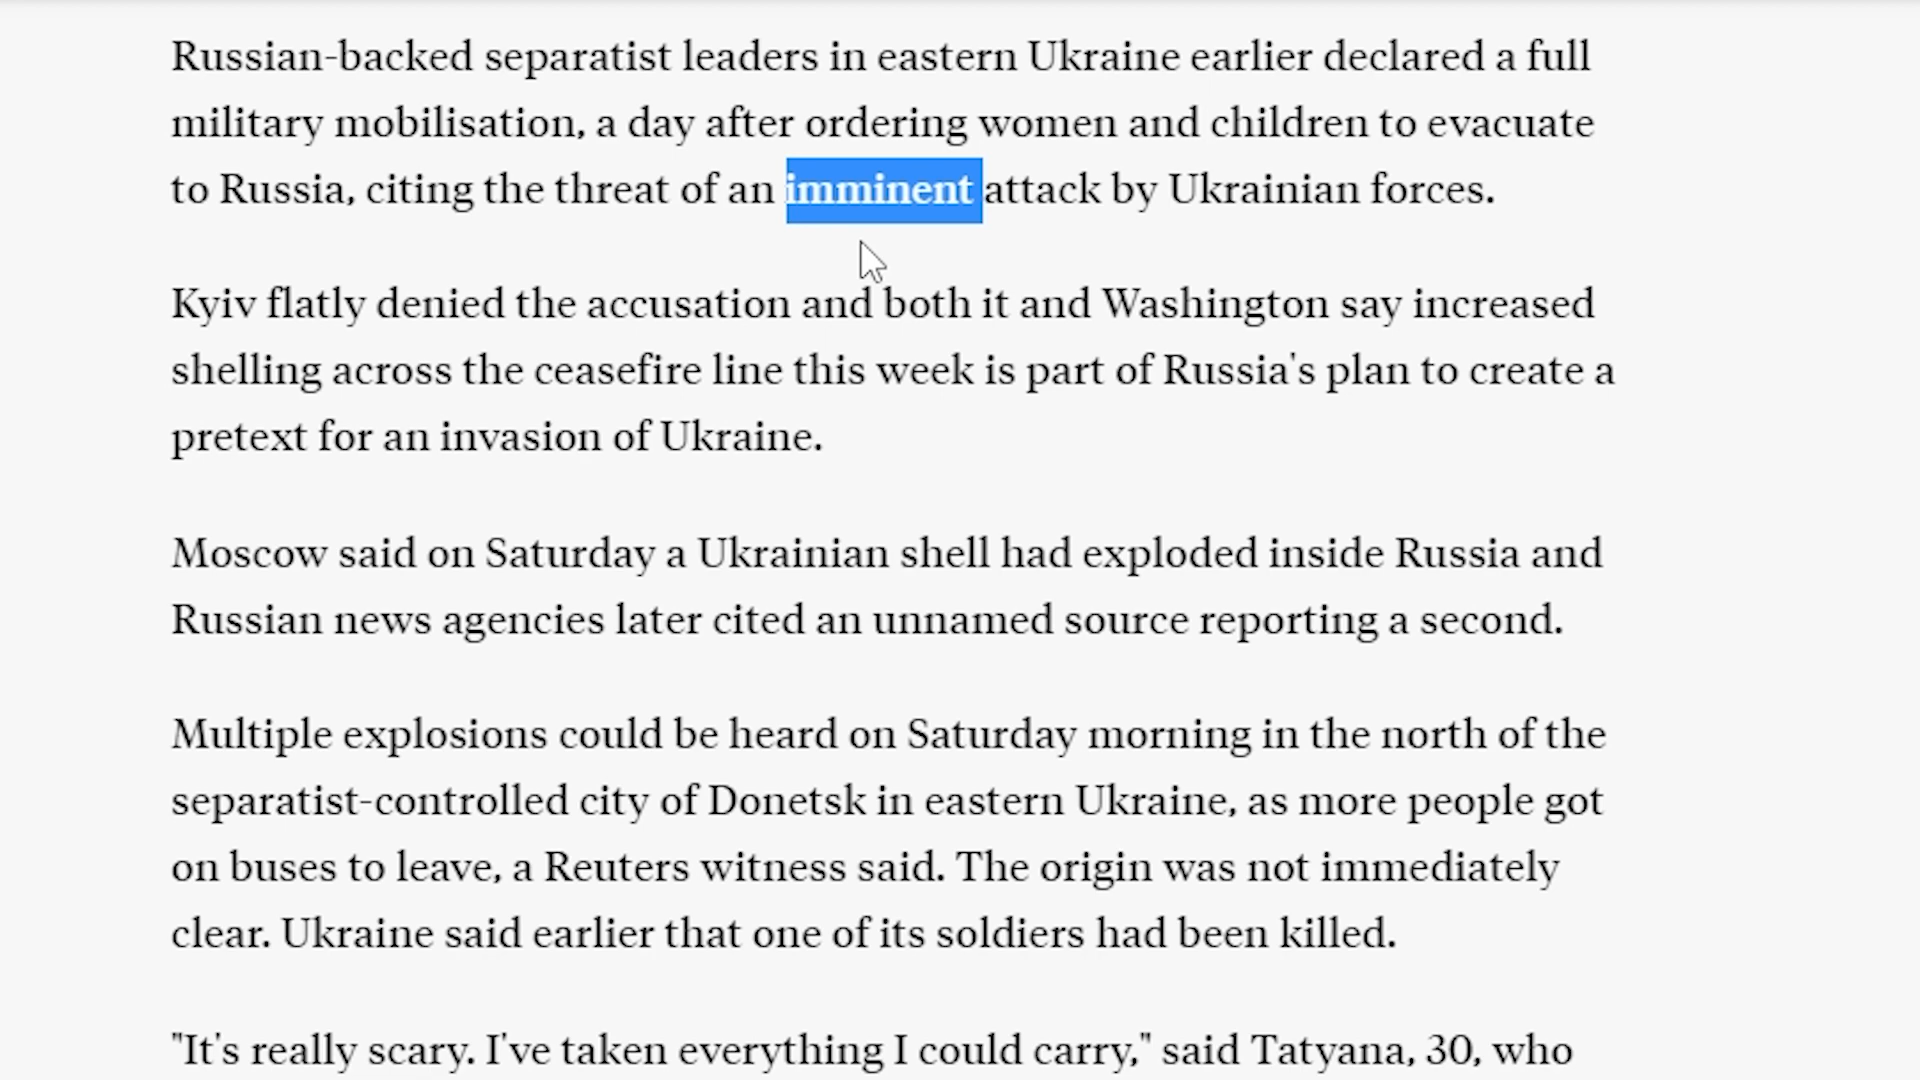 Russian-backed separatist leaders in eastern Ukraine earlier declared a full
military mobilisation, a day after ordering women and children to evacuate
to Russia, citing the threat of an imminent attack by Ukrainian forces.
Kyiv flatly denied the accusation and both it and Washington say increased
shelling across the ceasefire line this week is part of Russia's plan to create a
pretext for an invasion of Ukraine.
Moscow said on Saturday a Ukrainian shell had exploded inside Russia and
Russian news agencies later cited an unnamed source reporting a second.
Multiple explosions could be heard on Saturday morning in the north of the
separatist-controlled city of Donetsk in eastern Ukraine, as more people got
on buses to leave, a Reuters witness said. The origin was not immediately
clear. Ukraine said earlier that one of its soldiers had been killed.
"It's really scary. I've taken everything I could carry," said Tatyana, 30, who